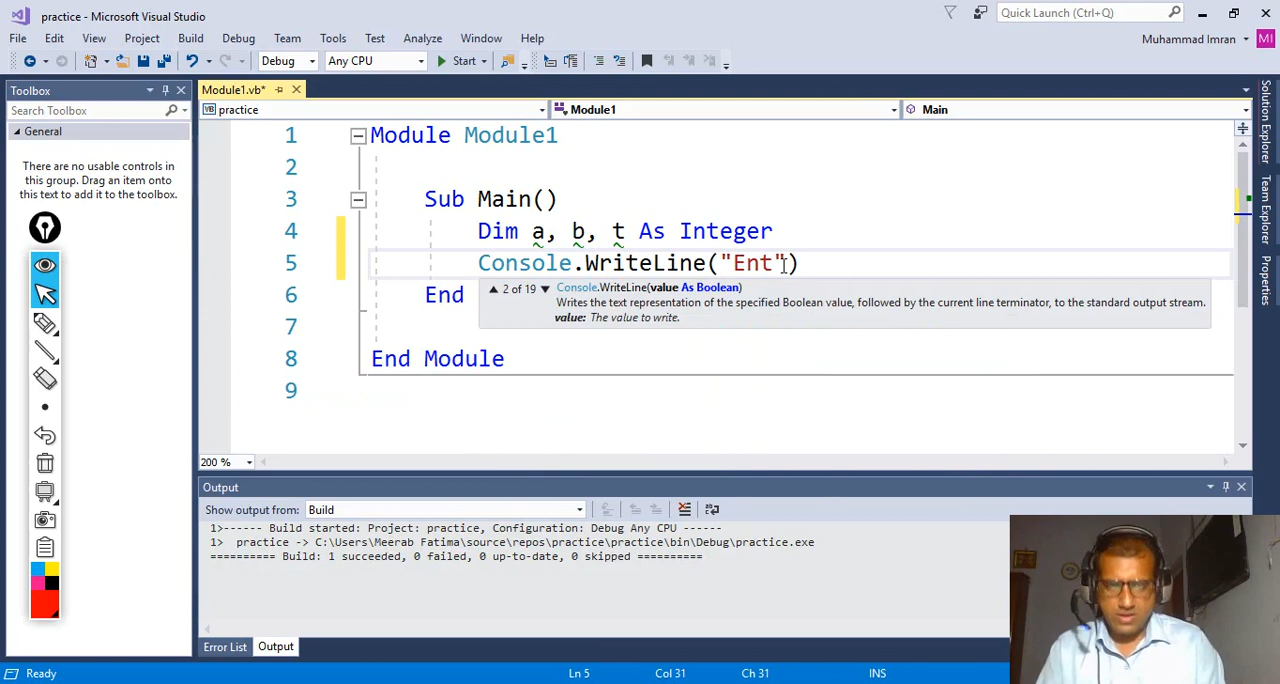 practice - Microsoft Visual Studio
Quick Launch (Ctrl+Q)
File Edit View Project Build Debug Team Tools Test Analyze Window Help
Muhammad Imran MI
Debug Any CPU Start
Toolbox
Module1.vb*
Search Toolbox
practice Module1 Main
General
There are no usable controls in
this group. Drag an item onto
this text to add it to the toolbox.
1 Module Module1
2
3 Sub Main()
4 Dim a, b, t As Integer
5 Console.WriteLine("Ent")
6 End
2 of 19 Console.WriteLine(value As Boolean)
Writes the text representation of the specified Boolean value, followed by the current line terminator, to the standard output stream.
value: The value to write.
7
8 End Module
9
200 %
Solution Explorer
Team Explorer
Properties
Output
Show output from: Build
1>------ Build started: Project: practice, Configuration: Debug Any CPU ------
1> practice -> C:\Users\Meerab Fatima\source\repos\practice\practice\bin\Debug\practice.exe
========== Build: 1 succeeded, 0 failed, 0 up-to-date, 0 skipped ==========
Error List Output
Ready Ln 5 Col 31 Ch 31 INS